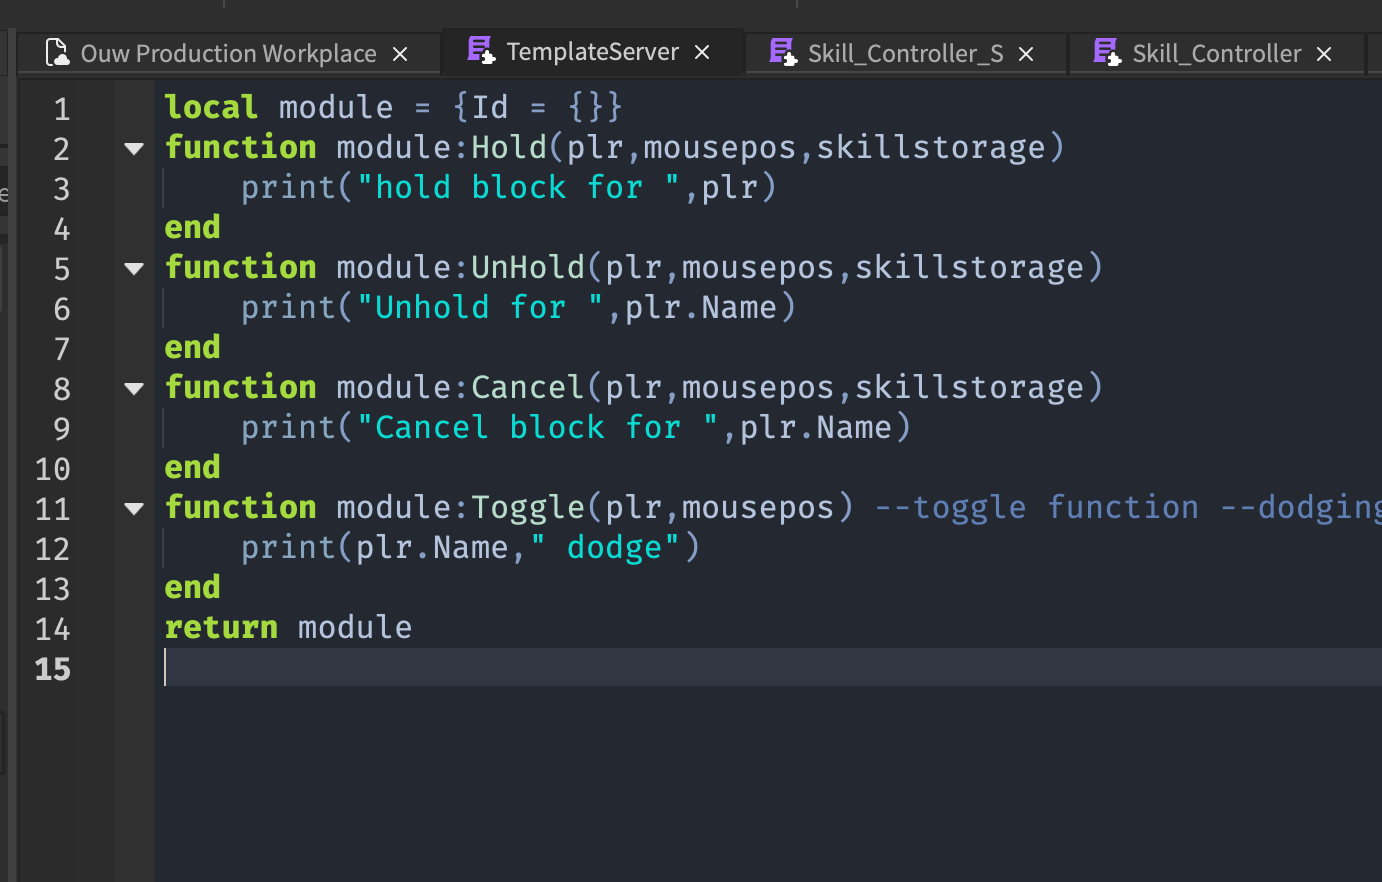 Ouw Production Workplace × TemplateServer × Skill_Controller_S × Skill_Controller ×
1 local module = {Id = {}}
2 function module:Hold(plr,mousepos,skillstorage)
3 print("hold block for ",plr)
4 end
5 function module:UnHold(plr,mousepos,skillstorage)
6 print("Unhold for ",plr.Name)
7 end
8 function module:Cancel(plr,mousepos,skillstorage)
9 print("Cancel block for ",plr.Name)
10 end
11 function module:Toggle(plr,mousepos) --toggle function --dodging
12 print(plr.Name," dodge")
13 end
14 return module
15